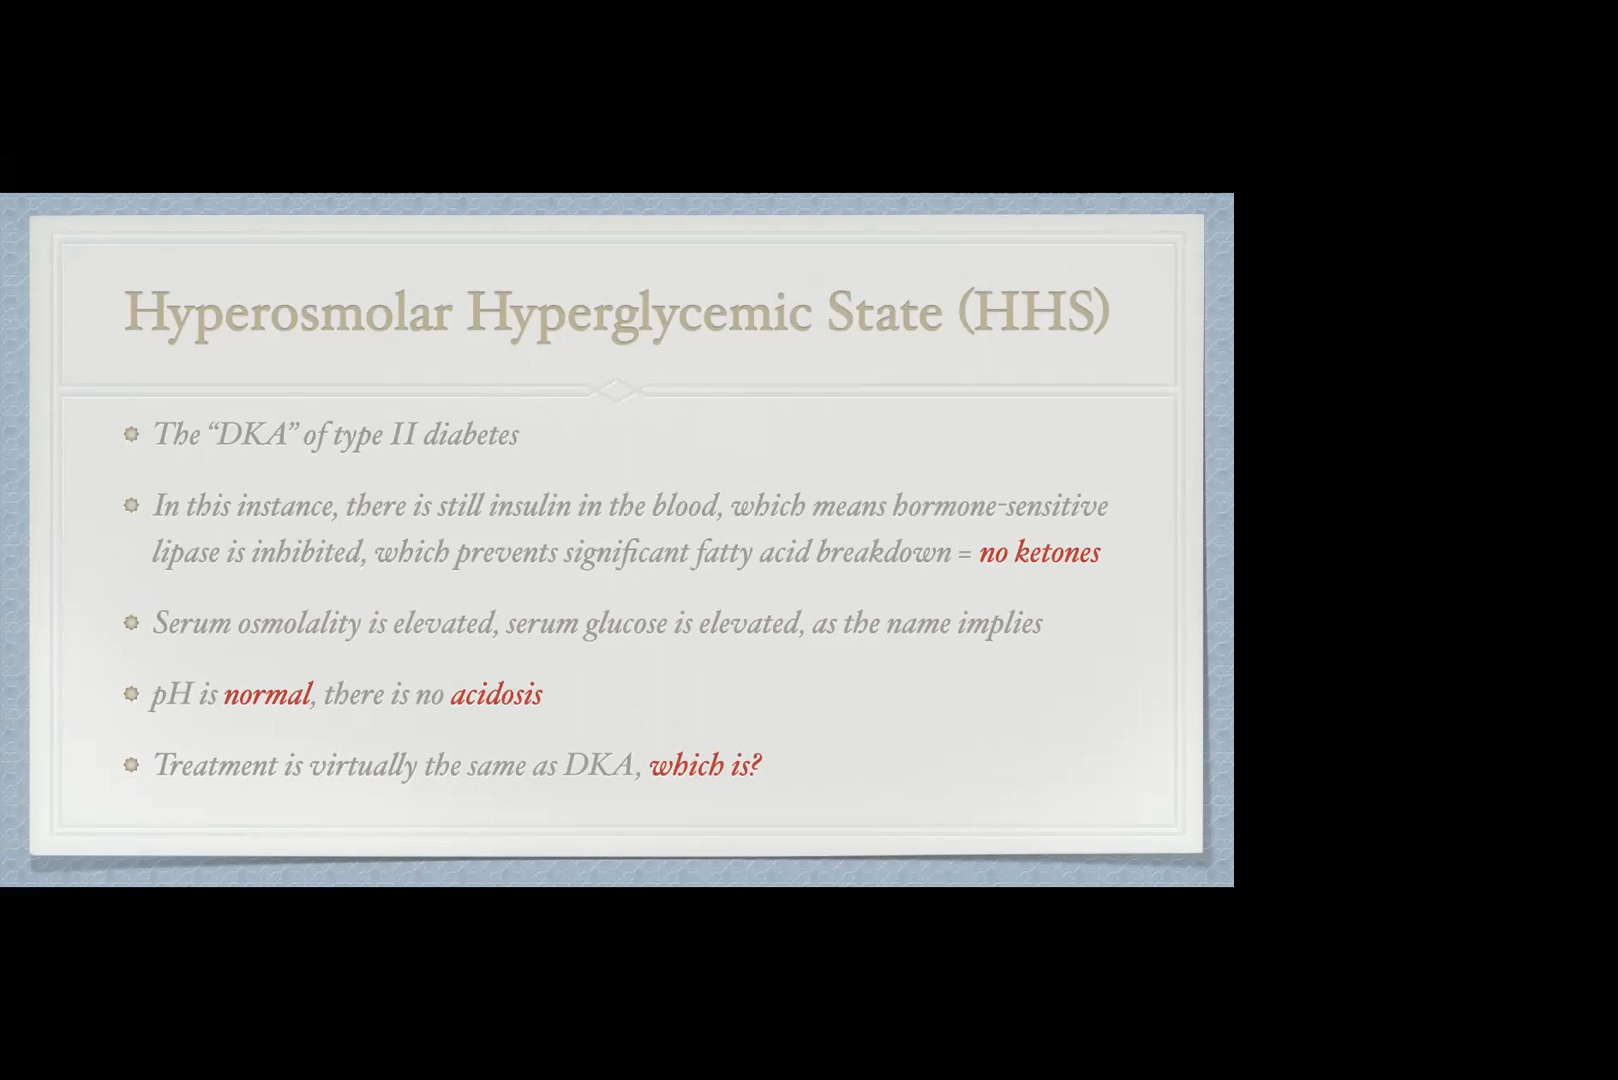 Hyperosmolar Hyperglycemic State (HHS)
The “DKA” of type II diabetes
In this instance, there is still insulin in the blood, which means hormone-sensitive
lipase is inhibited, which prevents significant fatty acid breakdown = no ketones
Serum osmolality is elevated, serum glucose is elevated, as the name implies
pH is normal, there is no acidosis
Treatment is virtually the same as DKA, which is?